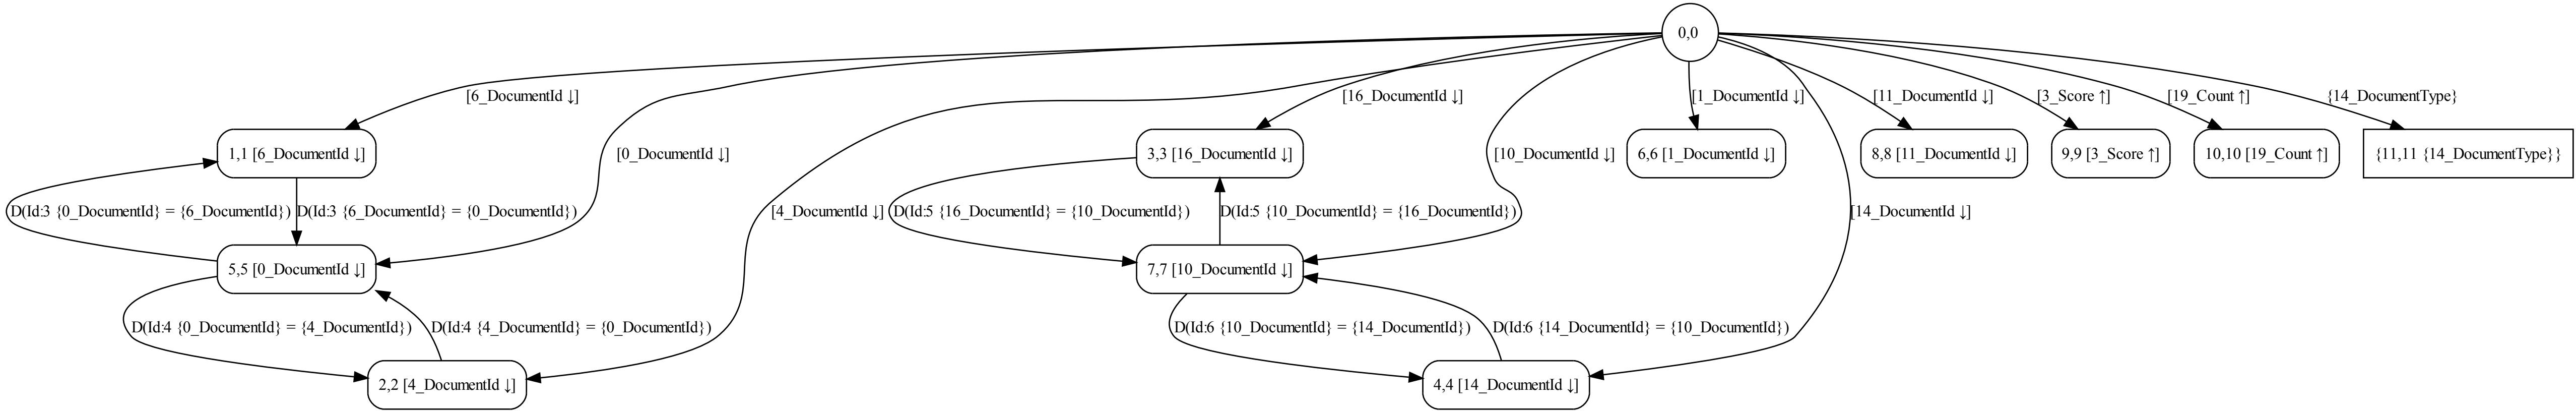 0,0
[6_DocumentId ↓]
[16_DocumentId ↓]
[1_DocumentId ↓]
[11_DocumentId ↓]
[3_Score ↑]
[19_Count ↑]
{14_DocumentType}
1,1 [6_DocumentId ↓]
[0_DocumentId ↓]
3,3 [16_DocumentId ↓]
[10_DocumentId ↓]
6,6 [1_DocumentId ↓]
8,8 [11_DocumentId ↓]
9,9 [3_Score ↑]
10,10 [19_Count ↑]
{11,11 {14_DocumentType}}
D(Id:3 {0_DocumentId} = {6_DocumentId})
D(Id:3 {6_DocumentId} = {0_DocumentId})
[4_DocumentId ↓]
D(Id:5 {16_DocumentId} = {10_DocumentId})
D(Id:5 {10_DocumentId} = {16_DocumentId})
[14_DocumentId ↓]
5,5 [0_DocumentId ↓]
7,7 [10_DocumentId ↓]
D(Id:4 {0_DocumentId} = {4_DocumentId})
D(Id:4 {4_DocumentId} = {0_DocumentId})
D(Id:6 {10_DocumentId} = {14_DocumentId})
D(Id:6 {14_DocumentId} = {10_DocumentId})
2,2 [4_DocumentId ↓]
4,4 [14_DocumentId ↓]